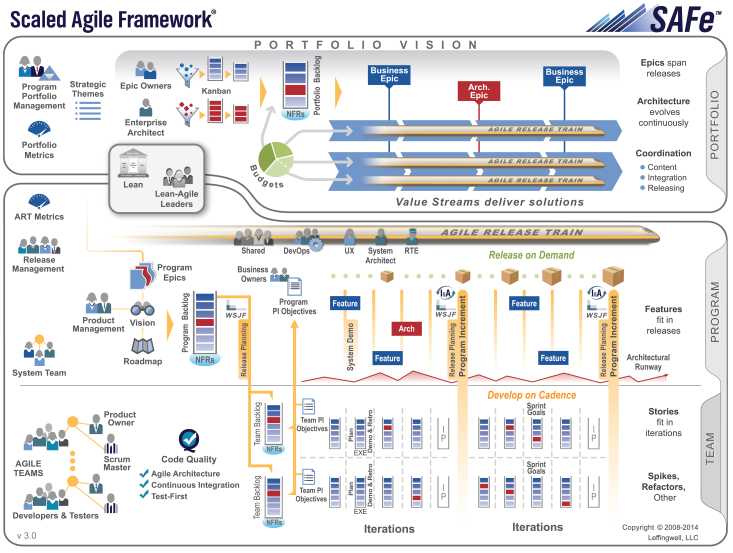 Scaled Agile Framework®
SAFe™
PORTFOLIO VISION
Program
Portfolio
Management
Strategic
Themes
Portfolio
Metrics
Epic Owners
Enterprise
Architect
Kanban
Portfolio Backlog
NFRs
Business
Epic
Arch.
Epic
Business
Epic
Epics span
releases
Architecture
evolves
continuously
Coordination
Content
Integration
Releasing
PORTFOLIO
Budgets
AGILE RELEASE TRAIN
AGILE RELEASE TRAIN
AGILE RELEASE TRAIN
Value Streams deliver solutions
Lean
Lean-Agile
Leaders
ART Metrics
Release
Management
AGILE RELEASE TRAIN
Shared
DevOps
UX
System
Architect
RTE
Release on Demand
Program
Epics
Business
Owners
Program
PI Objectives
Product
Management
Vision
Roadmap
System Team
Program Backlog
NFRs
WSJF
Release Planning
Feature
System Demo
Feature
Arch
I&A
WSJF
Release Planning
Program Increment
Feature
Feature
I&A
WSJF
Release Planning
Program Increment
Architectural
Runway
Features
fit in
releases
PROGRAM
Develop on Cadence
AGILE
TEAMS
Product
Owner
Scrum
Master
Developers & Testers
Code Quality
Agile Architecture
Continuous Integration
Test-First
Team Backlog
NFRs
Team PI
Objectives
Plan
EXE
Demo & Retro
I P
Sprint
Goals
I P
Team Backlog
NFRs
Team PI
Objectives
Plan
EXE
Demo & Retro
I P
Sprint
Goals
I P
Iterations
Iterations
Stories
fit in
iterations
Spikes,
Refactors,
Other
TEAM
v 3.0
Copyright © 2008-2014
Leffingwell, LLC